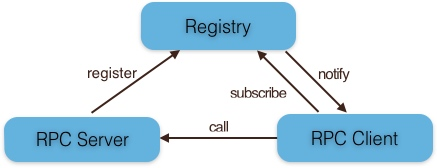 Registry
register
notify
subscribe
call
RPC Server
RPC Client